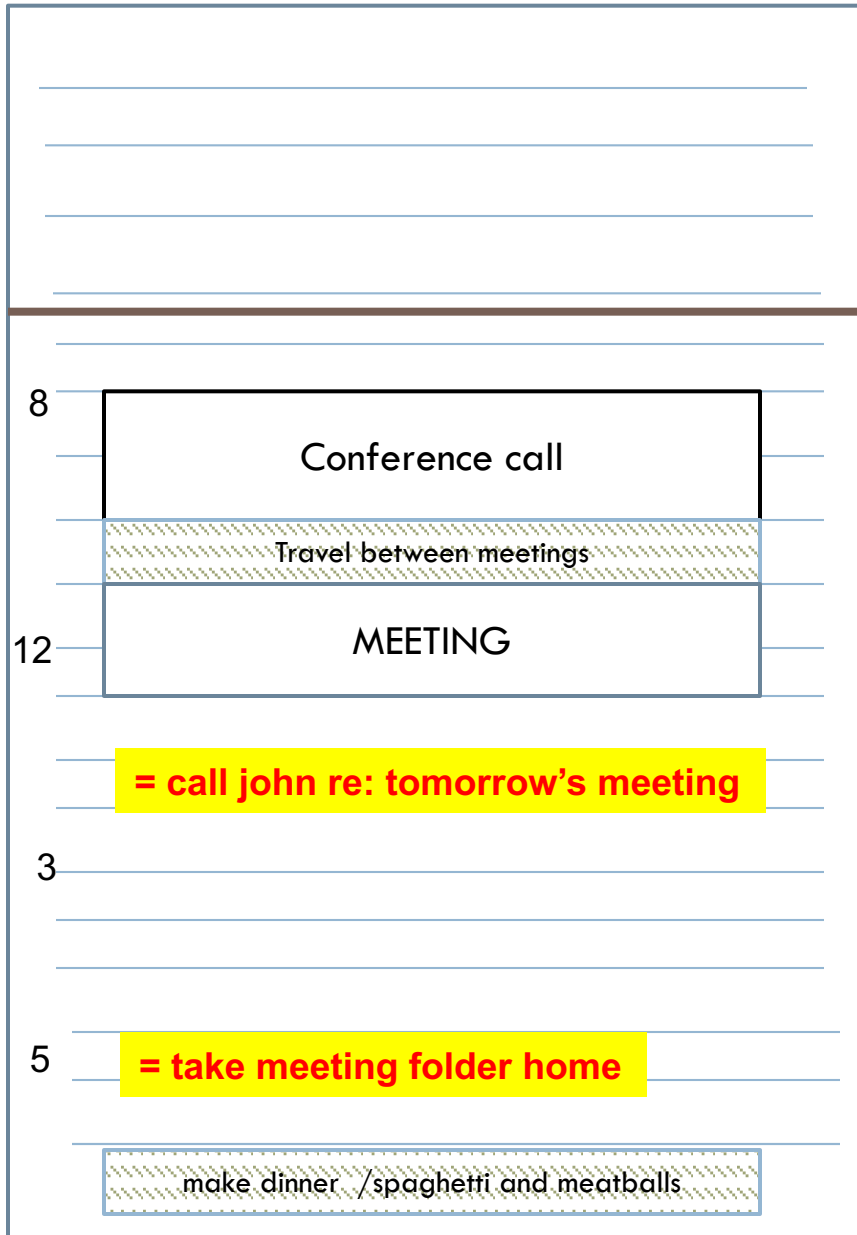 8
Conference call
Travel between meetings
12
MEETING
= call john re: tomorrow’s meeting
3
5
= take meeting folder home
make dinner /spaghetti and meatballs